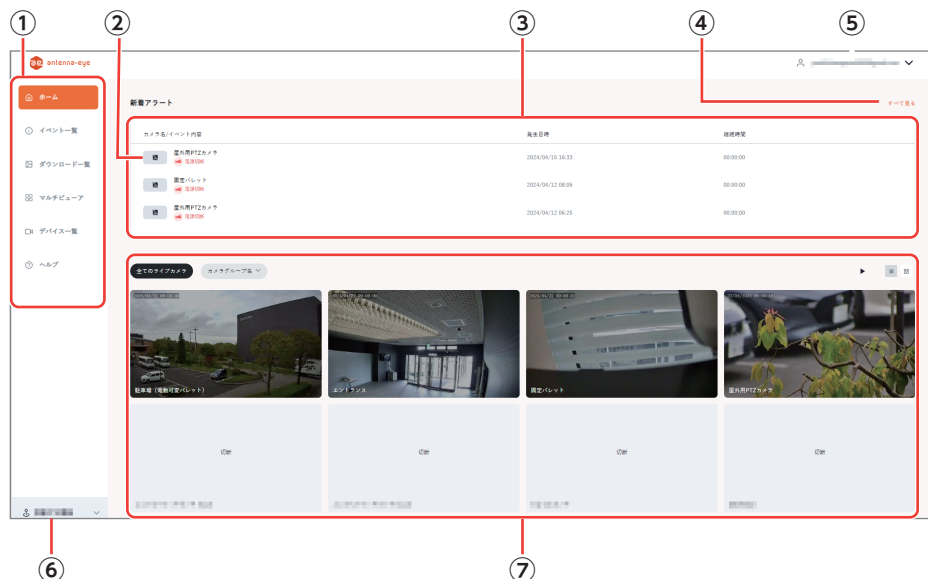 ① ② ③ ④ ⑤
antenna-eye
ホーム
イベント一覧
ダウンロード一覧
マルチビューア
デバイス一覧
ヘルプ
新着アラート
すべて見る
カメラ名/イベント内容 発生日時 継続時間
屋外用PTZカメラ 2024/04/15 16:33 00:00:00
電源切断
固定バレット 2024/04/12 08:05 00:00:00
電源切断
屋外用PTZカメラ 2024/04/12 06:25 00:00:00
電源切断
全てのライブカメラ カメラグループ名
駐車場（電動可変バレット） エントランス 固定バレット 屋外用PTZカメラ
切断 切断 切断 切断
⑥ ⑦